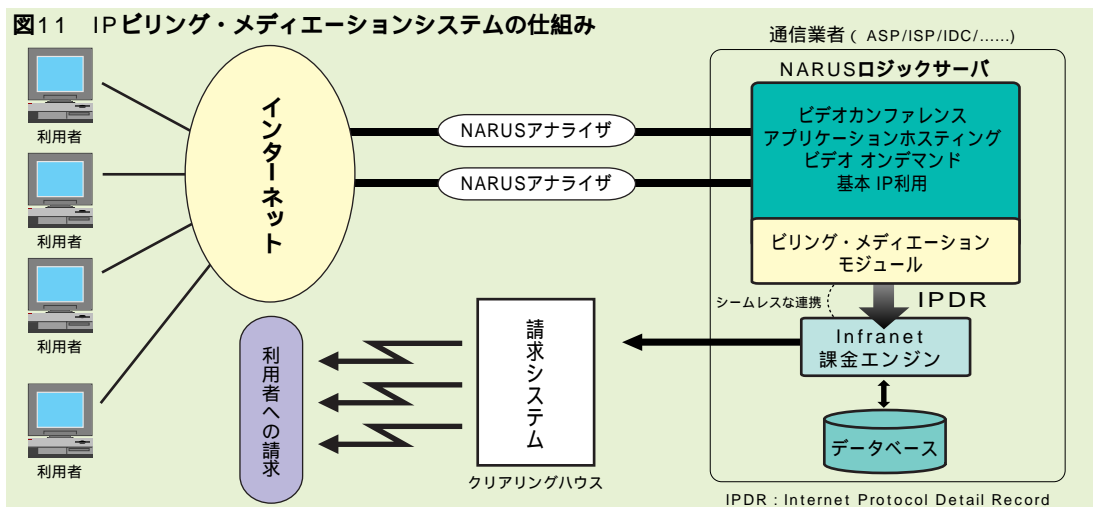 図11 IPビリング・メディエーションシステムの仕組み
通信業者( ASP/ISP/IDC/......)
利用者
利用者
利用者
利用者
インターネット
NARUSアナライザ
NARUSアナライザ
NARUSロジックサーバ
ビデオカンファレンス
アプリケーションホスティング
ビデオ オンデマンド
基本 IP利用
ビリング・メディエーション
モジュール
シームレスな連携
IPDR
Infranet
課金エンジン
データベース
請求システム
クリアリングハウス
利用者への請求
IPDR : Internet Protocol Detail Record